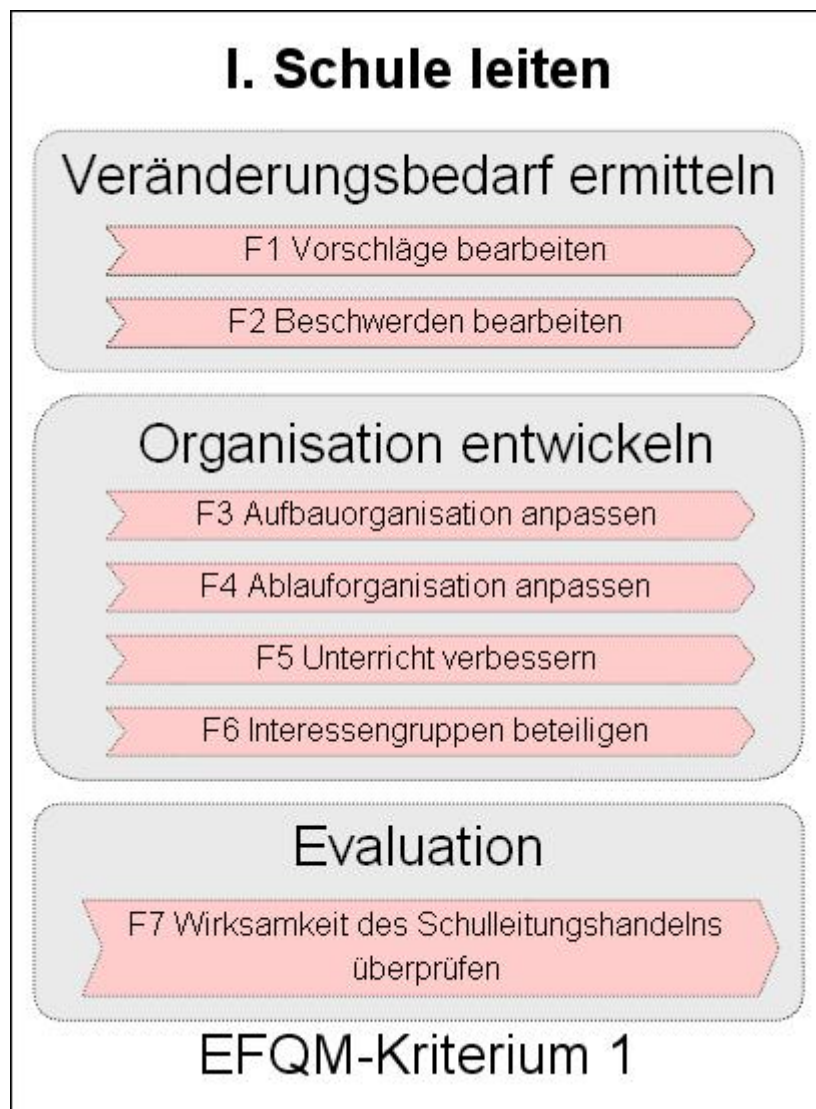 I. Schule leiten
Veränderungsbedarf ermitteln
F1 Vorschläge bearbeiten
F2 Beschwerden bearbeiten
Organisation entwickeln
F3 Aufbauorganisation anpassen
F4 Ablauforganisation anpassen
F5 Unterricht verbessern
F6 Interessengruppen beteiligen
Evaluation
F7 Wirksamkeit des Schulleitungshandelns
überprüfen
EFQM-Kriterium 1